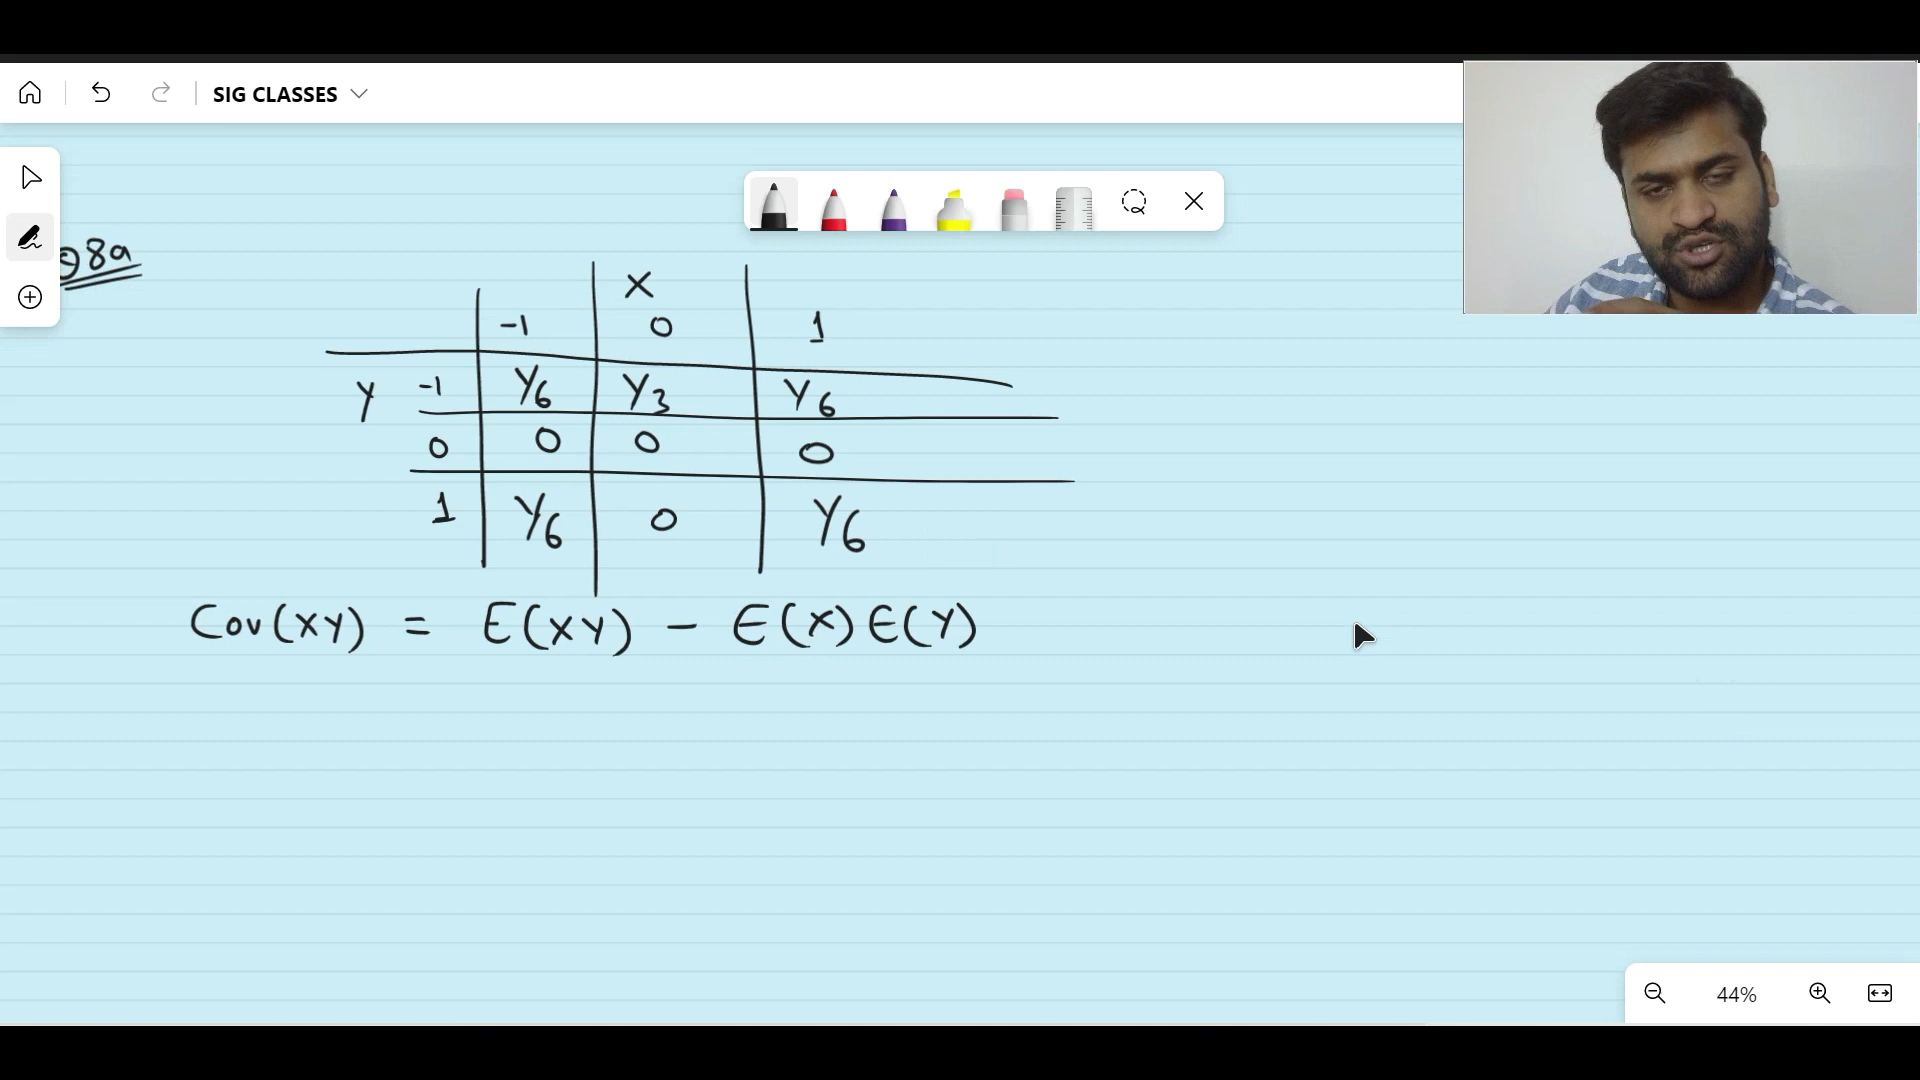 SIG CLASSES
Q8a
X
-1 0 1
Y -1 1/6 1/3 1/6
0 0 0 0
1 1/6 0 1/6
Cov(XY) = E(XY) - E(X)E(Y)
44%